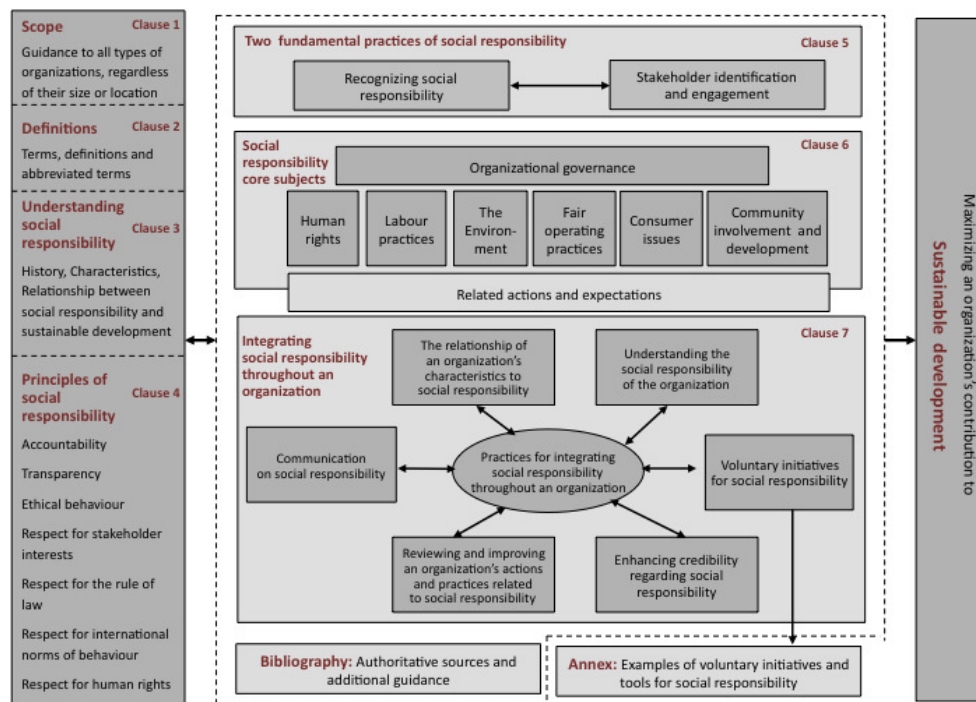 Scope Clause 1
Guidance to all types of
organizations, regardless
of their size or location
Definitions Clause 2
Terms, definitions and
abbreviated terms
Understanding
social Clause 3
responsibility
History, Characteristics,
Relationship between
social responsibility and
sustainable development
Principles of
social Clause 4
responsibility
Accountability
Transparency
Ethical behaviour
Respect for stakeholder
interests
Respect for the rule of
law
Respect for international
norms of behaviour
Respect for human rights
Two fundamental practices of social responsibility Clause 5
Recognizing social
responsibility
Stakeholder identification
and engagement
Social
responsibility
core subjects
Clause 6
Organizational governance
Human
rights
Labour
practices
The
Environ-
ment
Fair
operating
practices
Consumer
issues
Community
involvement and
development
Related actions and expectations
Integrating
social responsibility
throughout an
organization
Clause 7
The relationship of
an organization's
characteristics to
social responsibility
Understanding the
social responsibility
of the organization
Communication
on social responsibility
Practices for integrating
social responsibility
throughout an organization
Voluntary initiatives
for social responsibility
Reviewing and improving
an organization's actions
and practices related
to social responsibility
Enhancing credibility
regarding social
responsibility
Bibliography: Authoritative sources and
additional guidance
Annex: Examples of voluntary initiatives and
tools for social responsibility
Maximizing an organization's contribution to
Sustainable development